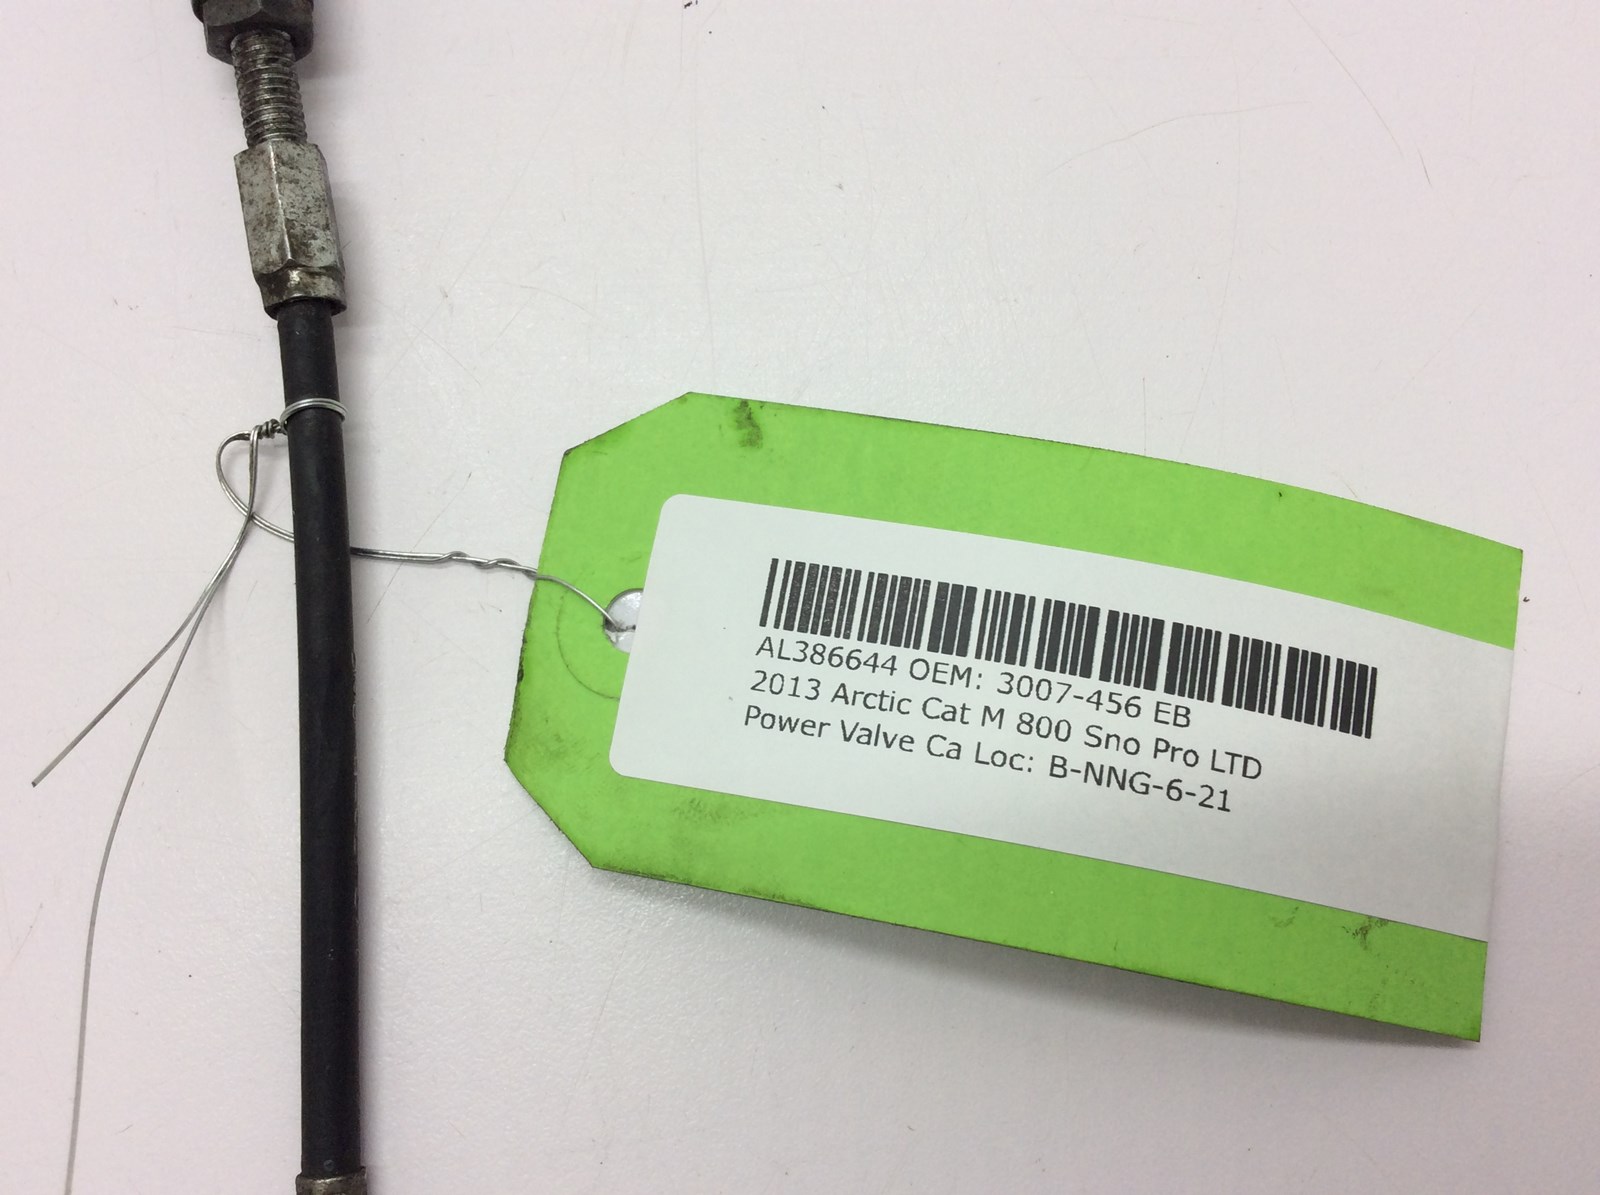 AL386644 OEM: 3007-456 EB
2013 Arctic Cat M 800 Sno Pro LTD
Power Valve Ca Loc: B-NNG-6-21